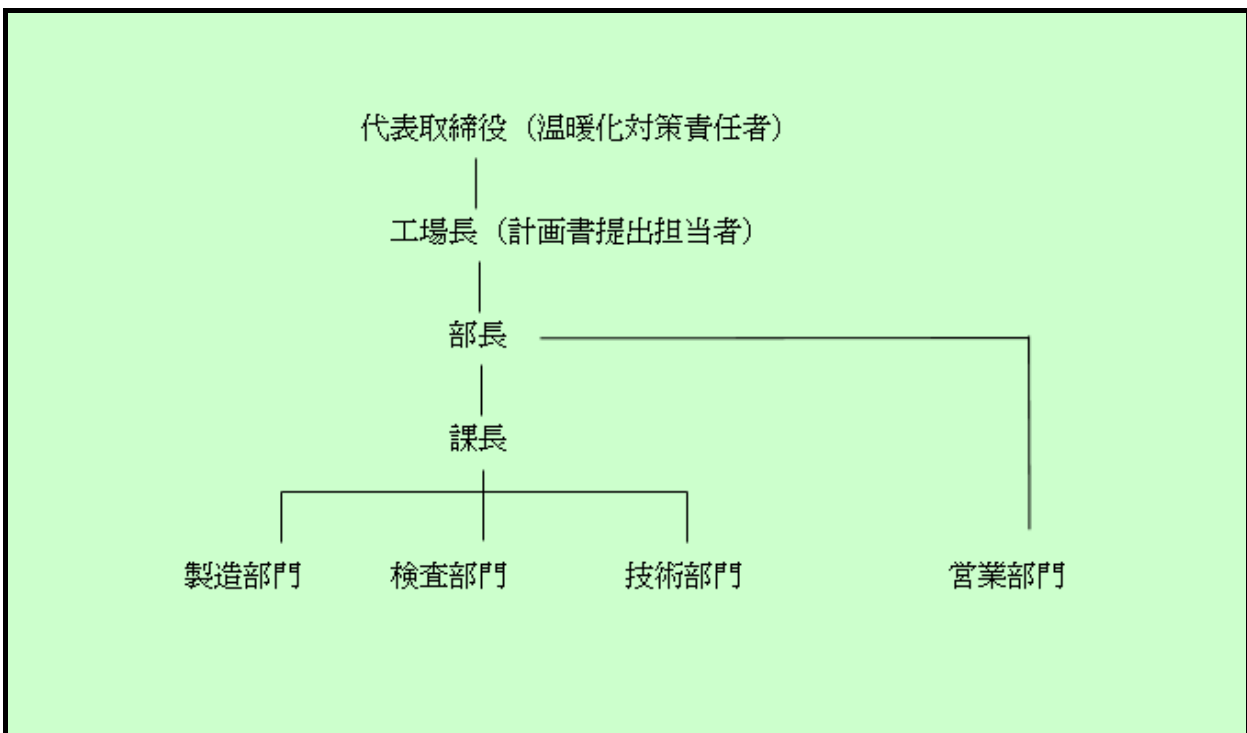 代表取締役（温暖化対策責任者）
工場長（計画書提出担当者）
部長
課長
製造部門 検査部門 技術部門 営業部門